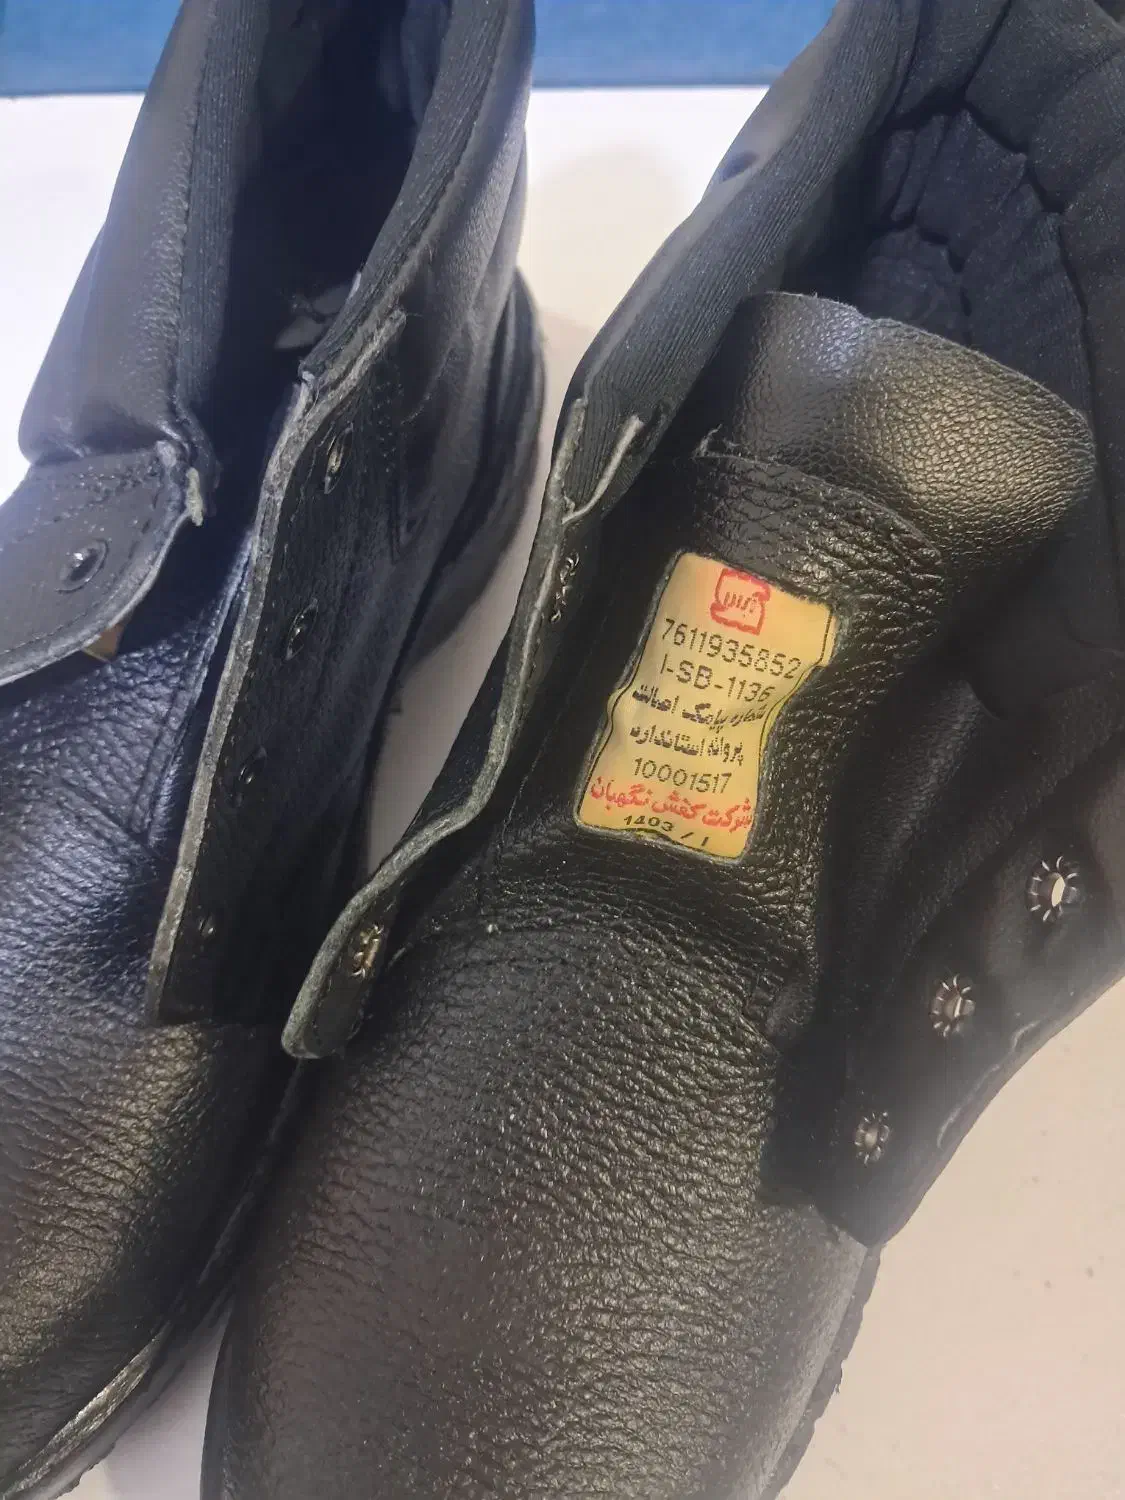 7611935852
I-SB-1136
شماره پیامک اصالت
پروانه استاندارد
10001517
شرکت کفش نگهبان
1403 / 1